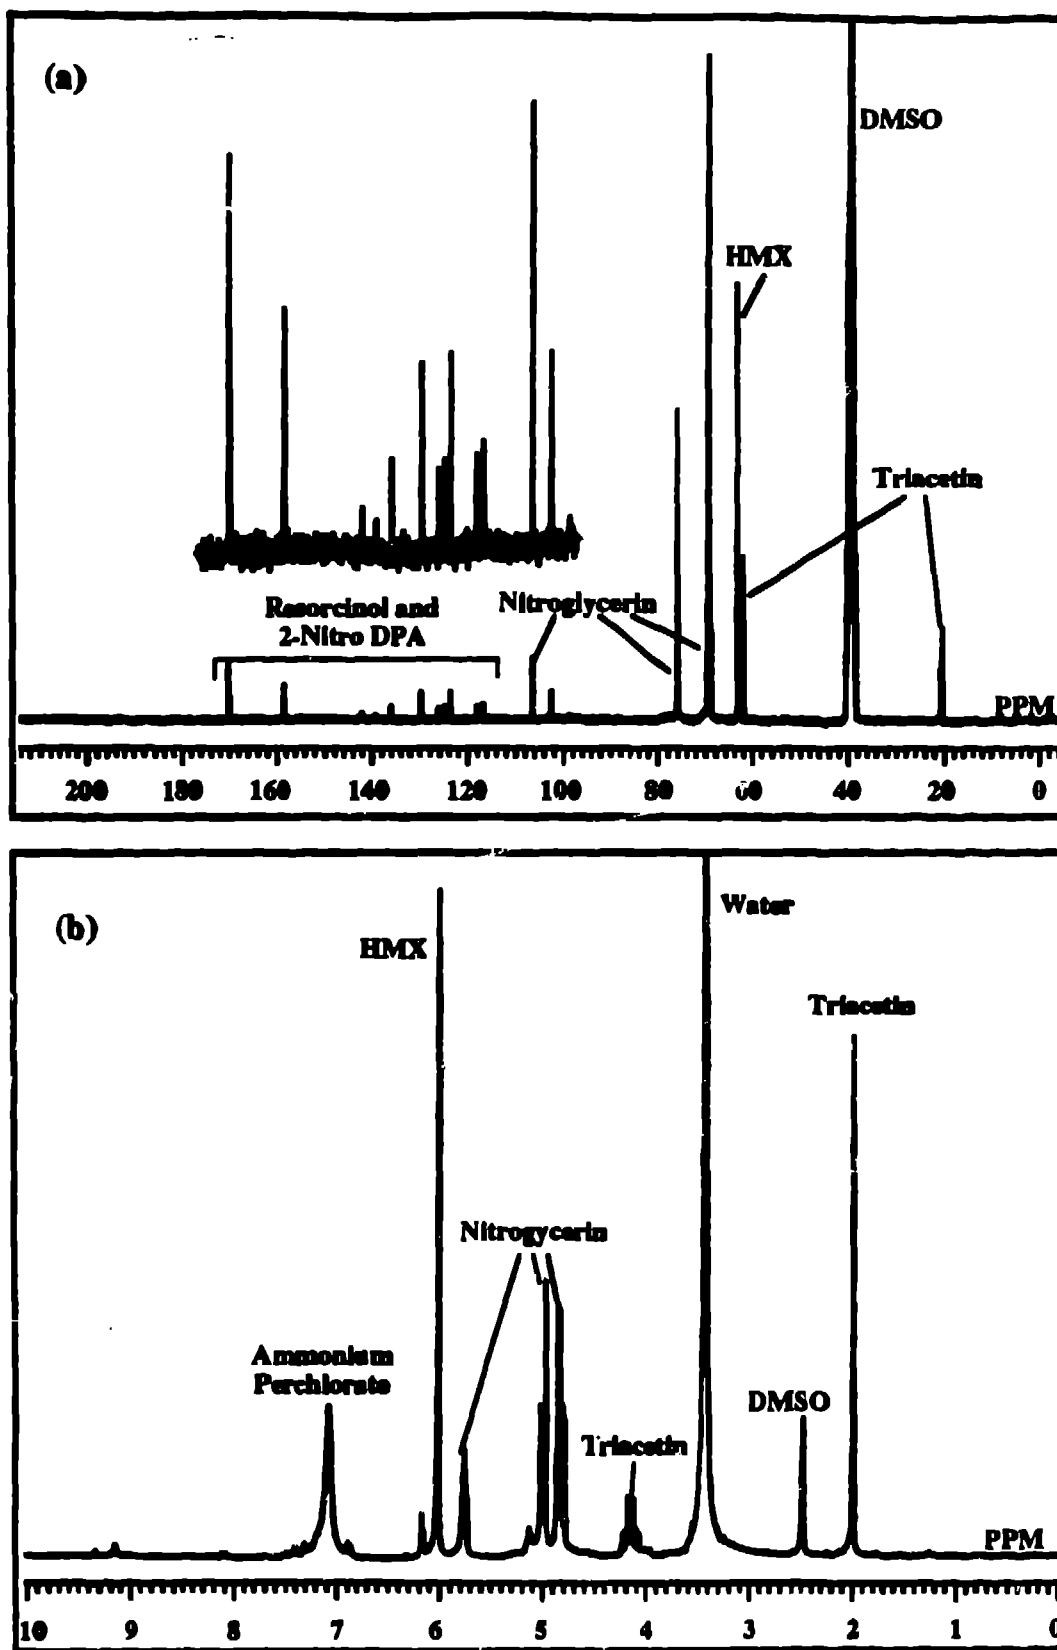 (a)
DMSO
HMX
Triacetin
Resorcinol and
2-Nitro DPA
Nitroglycerin
PPM
200 180 160 140 120 100 80 60 40 20 0
(b)
Water
HMX
Triacetin
Nitrogycerin
Ammonium
Perchlorate
DMSO
Triacetin
PPM
10 9 8 7 6 5 4 3 2 1 0